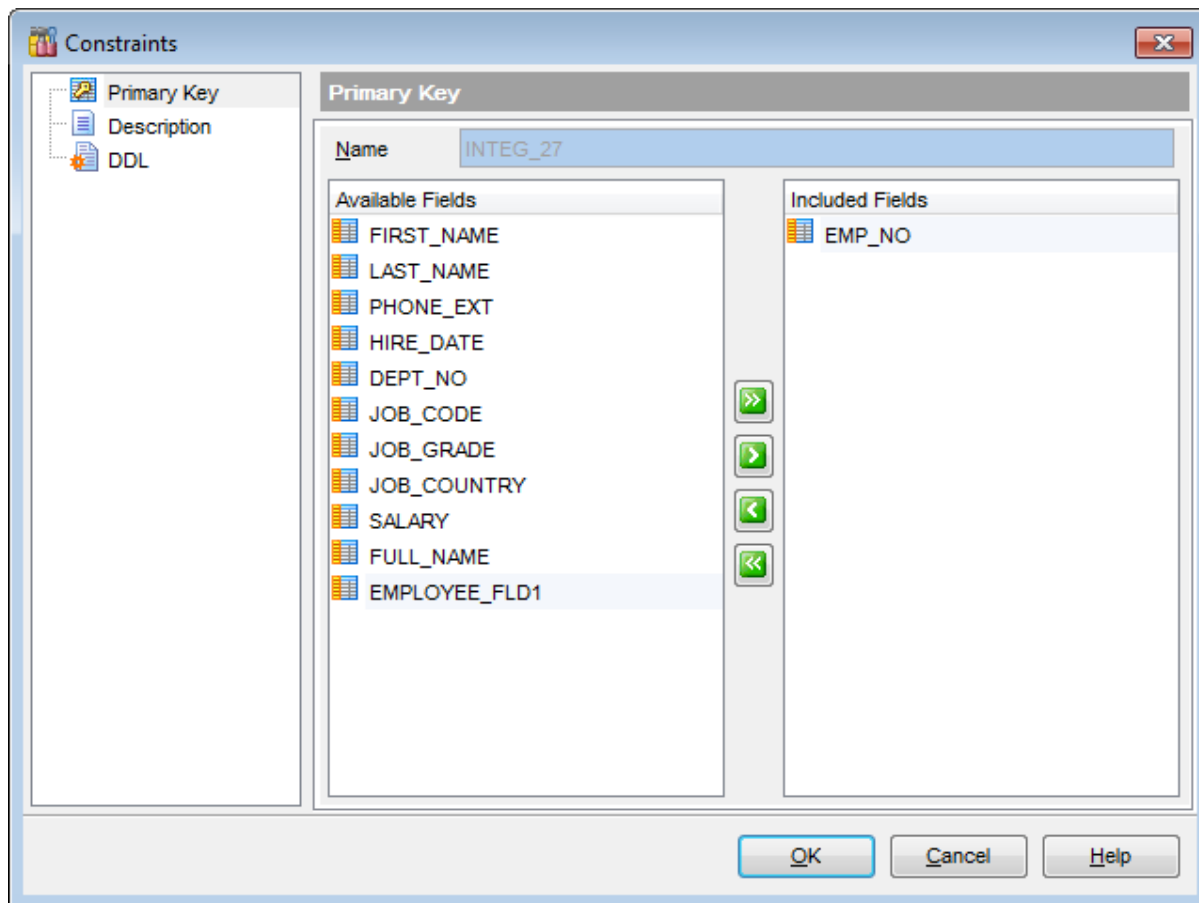 Constraints
Primary Key
Description
DDL
Primary Key
Name INTEG_27
Available Fields
FIRST_NAME
LAST_NAME
PHONE_EXT
HIRE_DATE
DEPT_NO
JOB_CODE
JOB_GRADE
JOB_COUNTRY
SALARY
FULL_NAME
EMPLOYEE_FLD1
Included Fields
EMP_NO
OK Cancel Help